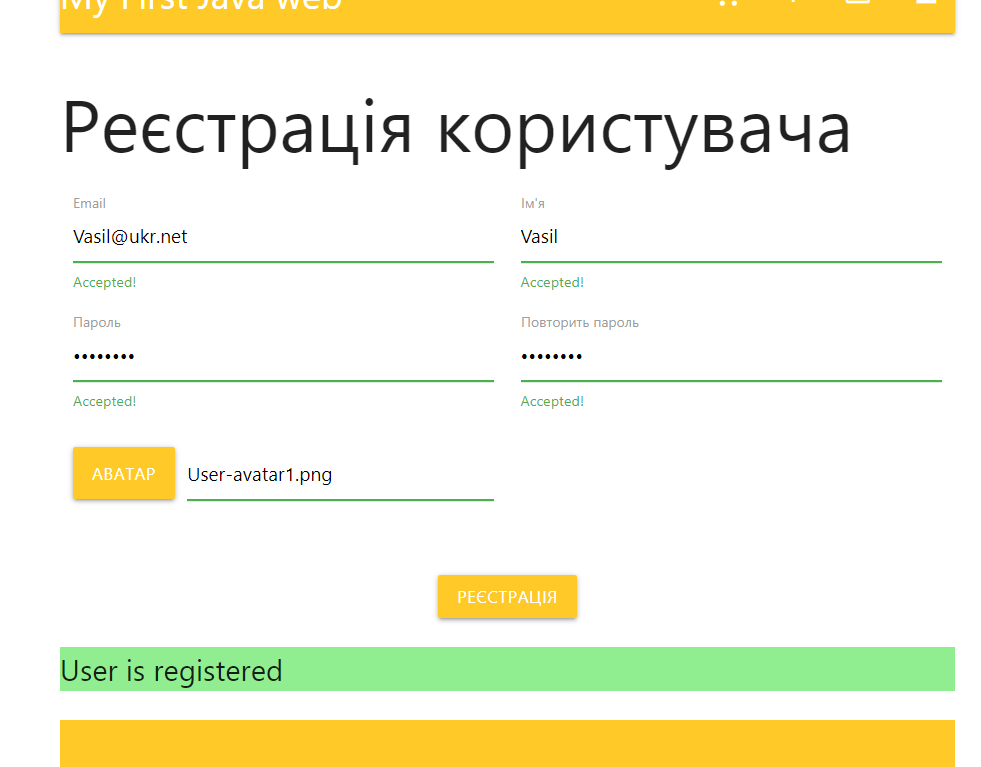 My First Java web
Реєстрація користувача
Email
Ім'я
Vasil@ukr.net
Vasil
Accepted!
Accepted!
Пароль
Повторить пароль
••••••••
••••••••
Accepted!
Accepted!
АВАТАР
User-avatar1.png
РЕЄСТРАЦІЯ
User is registered